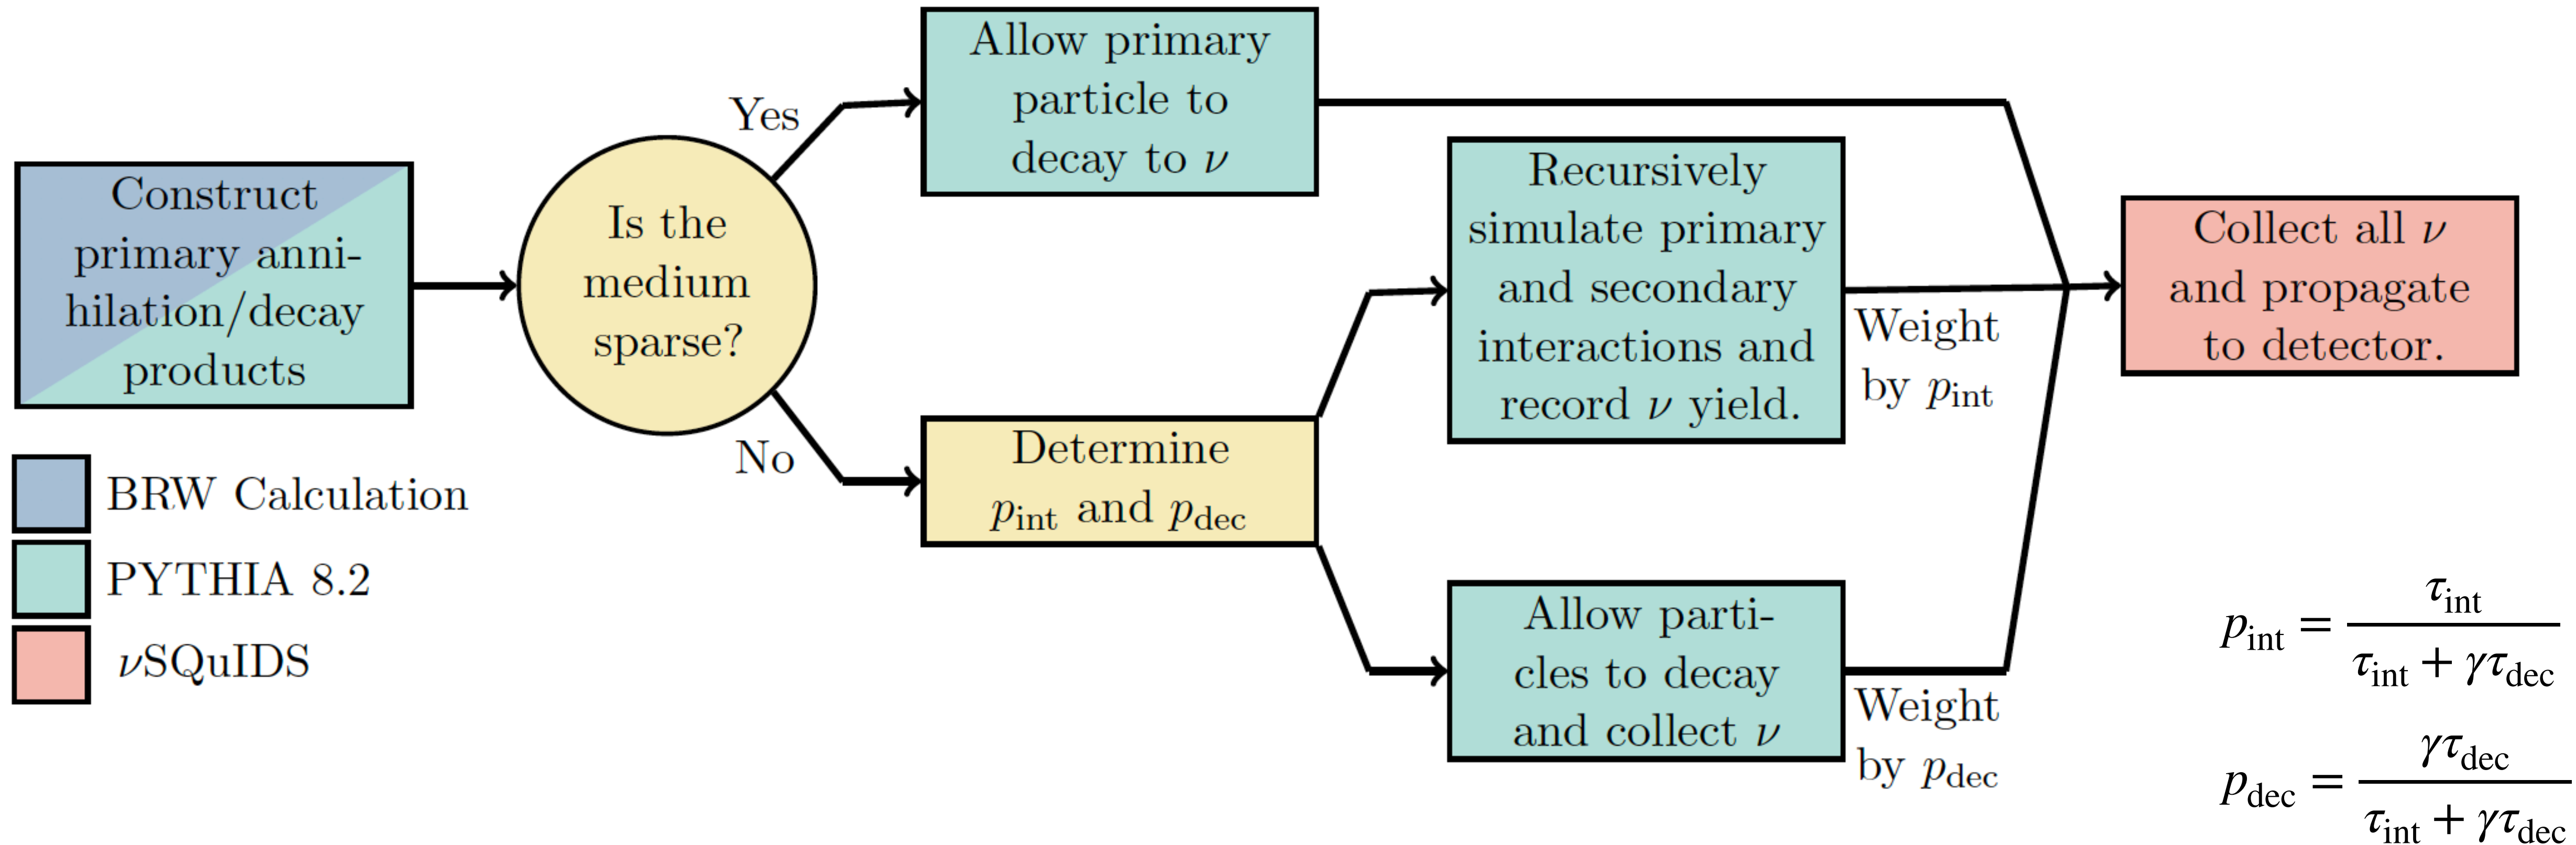 Construct
primary anni-
hilation/decay
products
Is the
medium
sparse?
Yes
No
Allow primary
particle to
decay to ν
Determine
p_int and p_dec
Recursively
simulate primary
and secondary
interactions and
record ν yield.
Weight
by p_int
Allow parti-
cles to decay
and collect ν
Weight
by p_dec
Collect all ν
and propagate
to detector.
BRW Calculation
PYTHIA 8.2
νSQuIDS
p_int = τ_int / (τ_int + γτ_dec)
p_dec = γτ_dec / (τ_int + γτ_dec)